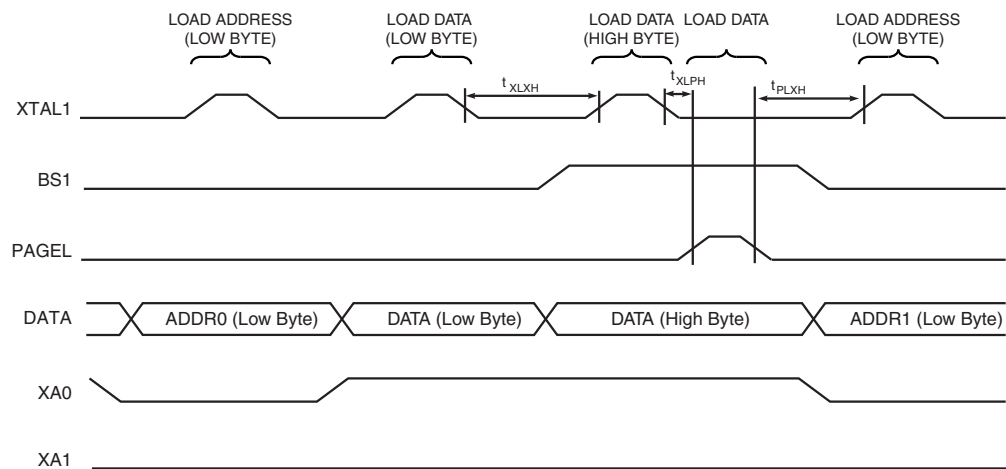 LOAD ADDRESS
(LOW BYTE)
LOAD DATA
(LOW BYTE)
LOAD DATA
(HIGH BYTE)
LOAD DATA
LOAD ADDRESS
(LOW BYTE)
t XLXH
tXLPH
tPLXH
XTAL1
BS1
PAGEL
DATA
ADDR0 (Low Byte)
DATA (Low Byte)
DATA (High Byte)
ADDR1 (Low Byte)
XA0
XA1